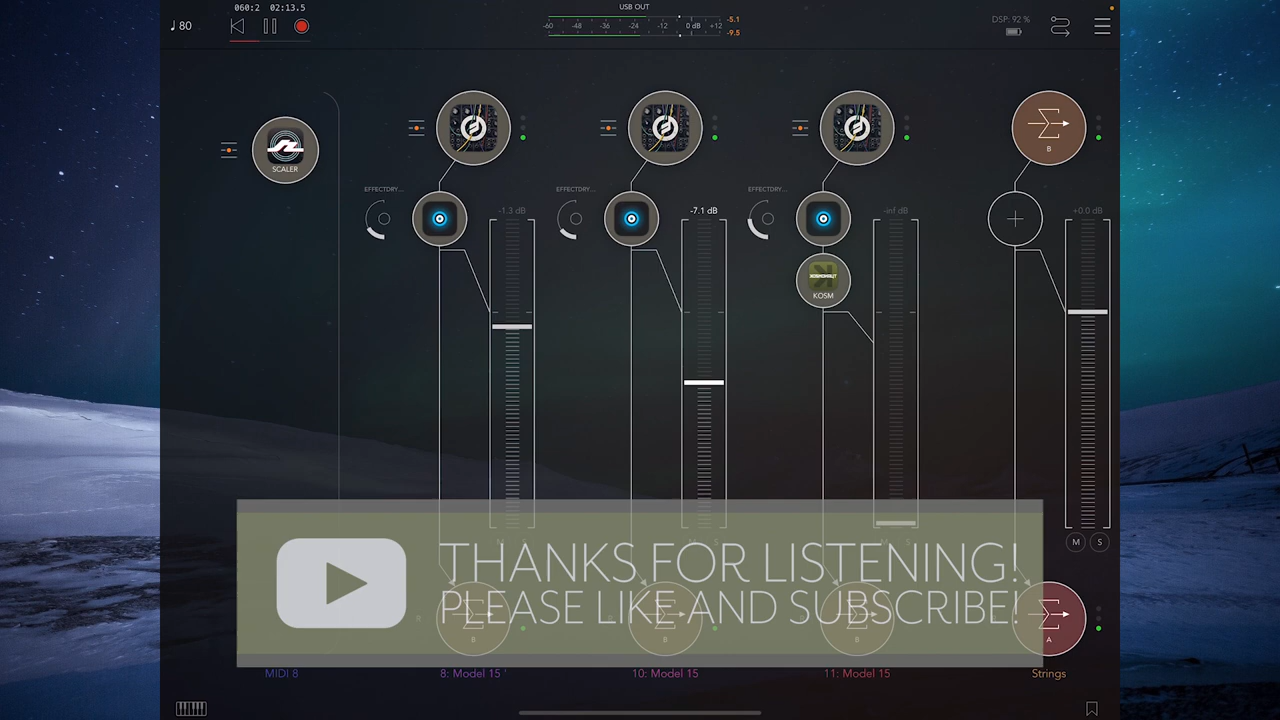 060:2 02:13.5
♩ 80
USB OUT
-60 -48 -36 -24 -12 0 dB +12
-5.1
-9.5
DSP: 92 %
SCALER
B
EFFECTDRY...
EFFECTDRY...
EFFECTDRY...
-1.3 dB
-7.1 dB
-inf dB
+0.0 dB
KOSMONAUT
KOSM
M S
THANKS FOR LISTENING!
PLEASE LIKE AND SUBSCRIBE!
B
B
B
A
MIDI 8
8: Model 15 '
10: Model 15
11: Model 15
Strings